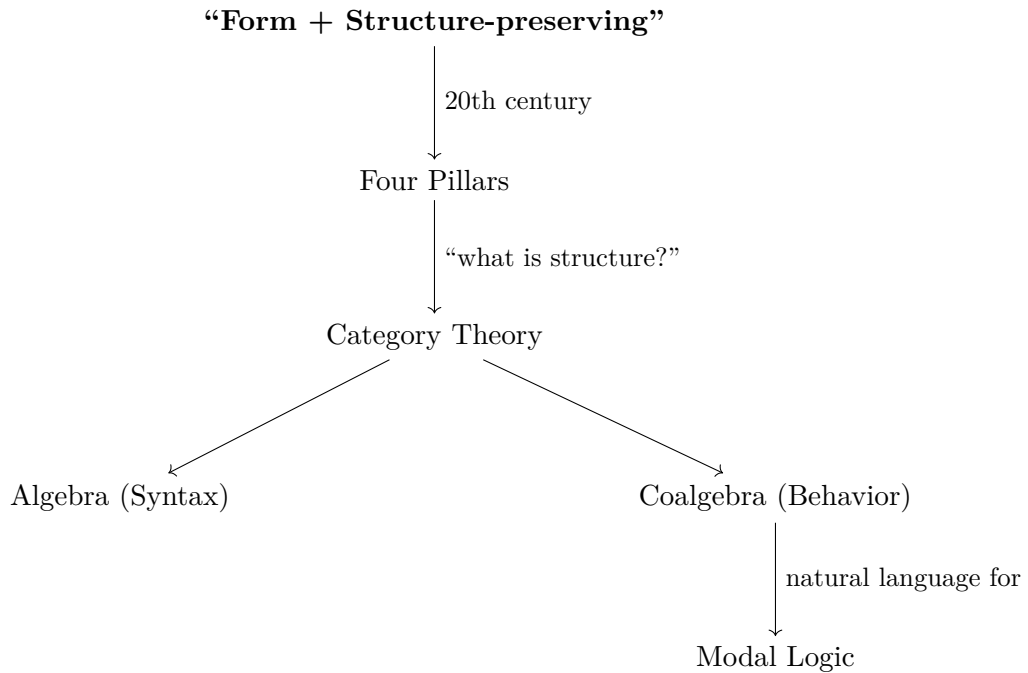 “Form + Structure-preserving”
20th century
Four Pillars
“what is structure?”
Category Theory
Algebra (Syntax)
Coalgebra (Behavior)
natural language for
Modal Logic